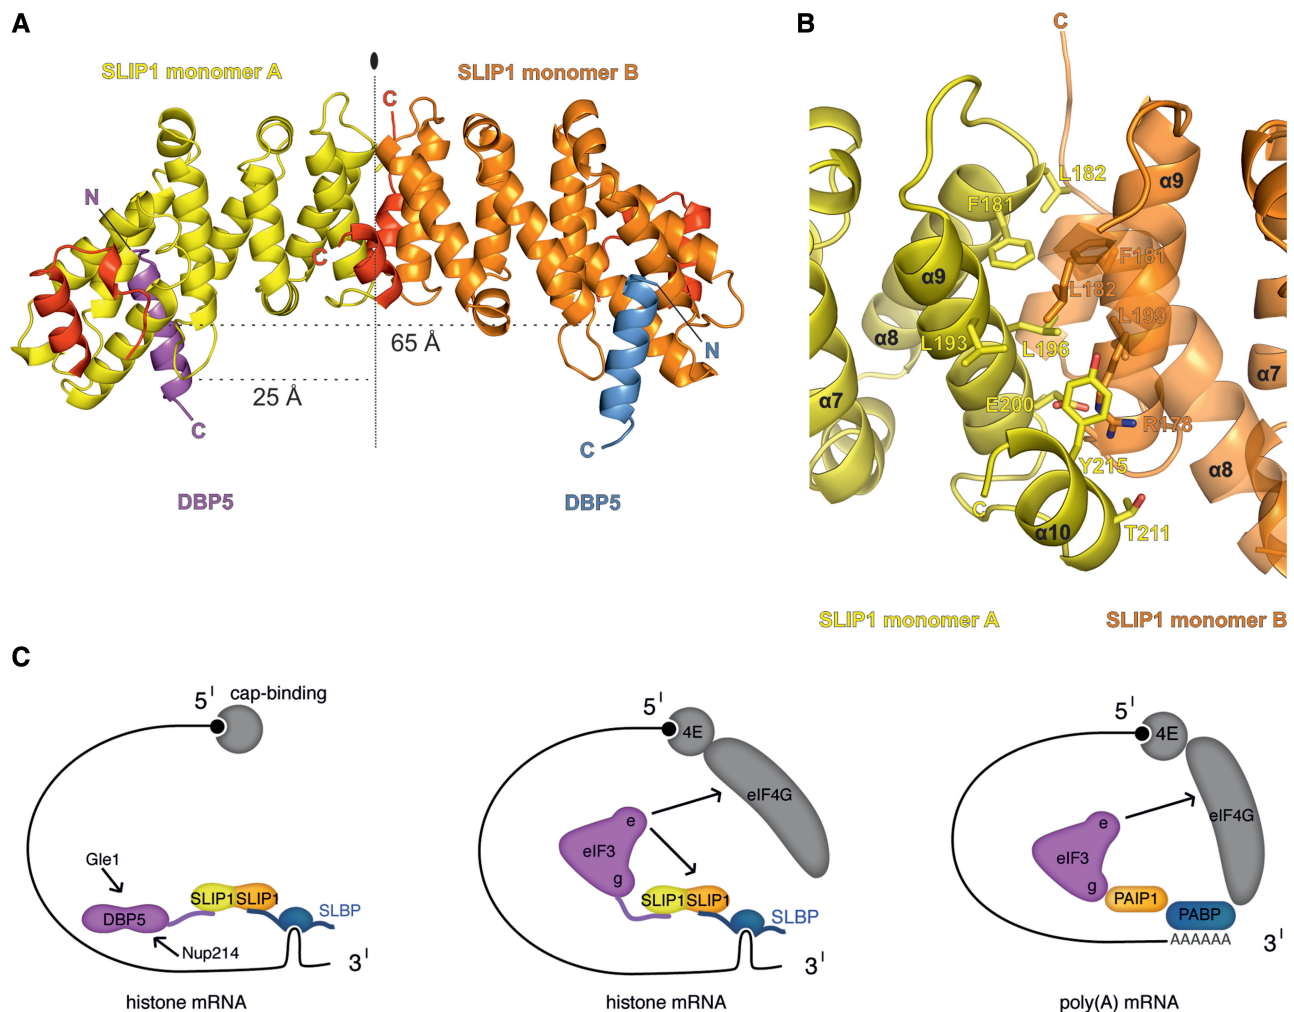 A
SLIP1 monomer A
SLIP1 monomer B
C
N
C
65 Å
25 Å
N
C
C
DBP5
DBP5
B
C
L182
α9
F181
F181
α9
L182
L199
α8
L193
L196
α7
α7
E200
R178
Y215
α8
C
α10
T211
SLIP1 monomer A
SLIP1 monomer B
C
5'
cap-binding
Gle1
SLIP1
SLIP1
DBP5
SLBP
Nup214
3'
histone mRNA
5'
4E
eIF4G
e
eIF3
g
SLIP1
SLIP1
SLBP
3'
histone mRNA
5'
4E
eIF4G
e
eIF3
g
PAIP1
PABP
AAAAAA
3'
poly(A) mRNA